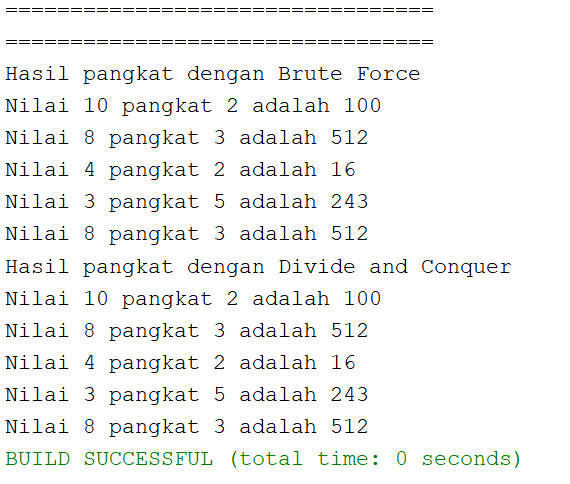 =================================
=================================
Hasil pangkat dengan Brute Force
Nilai 10 pangkat 2 adalah 100
Nilai 8 pangkat 3 adalah 512
Nilai 4 pangkat 2 adalah 16
Nilai 3 pangkat 5 adalah 243
Nilai 8 pangkat 3 adalah 512
Hasil pangkat dengan Divide and Conquer
Nilai 10 pangkat 2 adalah 100
Nilai 8 pangkat 3 adalah 512
Nilai 4 pangkat 2 adalah 16
Nilai 3 pangkat 5 adalah 243
Nilai 8 pangkat 3 adalah 512
BUILD SUCCESSFUL (total time: 0 seconds)